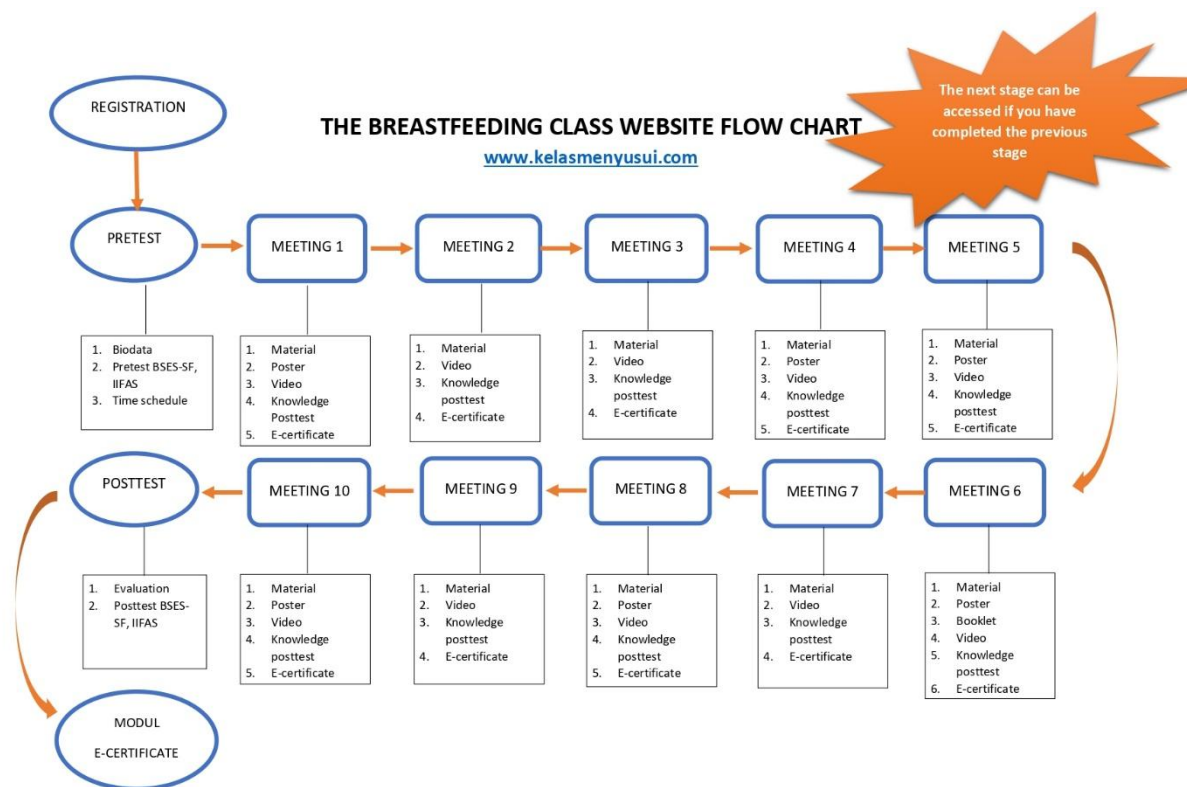 REGISTRATION
THE BREASTFEEDING CLASS WEBSITE FLOW CHART
www.kelasmenyusui.com
The next stage can be
accessed if you have
completed the previous
stage
PRETEST
MEETING 1
MEETING 2
MEETING 3
MEETING 4
MEETING 5
1. Biodata
2. Pretest BSES-SF,
IIFAS
3. Time schedule
1. Material
2. Poster
3. Video
4. Knowledge
Posttest
5. E-certificate
1. Material
2. Video
3. Knowledge
posttest
4. E-certificate
1. Material
2. Video
3. Knowledge
posttest
4. E-certificate
1. Material
2. Poster
3. Video
4. Knowledge
posttest
5. E-certificate
1. Material
2. Poster
3. Video
4. Knowledge
posttest
5. E-certificate
POSTTEST
MEETING 10
MEETING 9
MEETING 8
MEETING 7
MEETING 6
1. Evaluation
2. Posttest BSES-
SF, IIFAS
1. Material
2. Poster
3. Video
4. Knowledge
posttest
5. E-certificate
1. Material
2. Video
3. Knowledge
posttest
4. E-certificate
1. Material
2. Poster
3. Video
4. Knowledge
posttest
5. E-certificate
1. Material
2. Video
3. Knowledge
posttest
4. E-certificate
1. Material
2. Poster
3. Booklet
4. Video
5. Knowledge
posttest
6. E-certificate
MODUL
E-CERTIFICATE